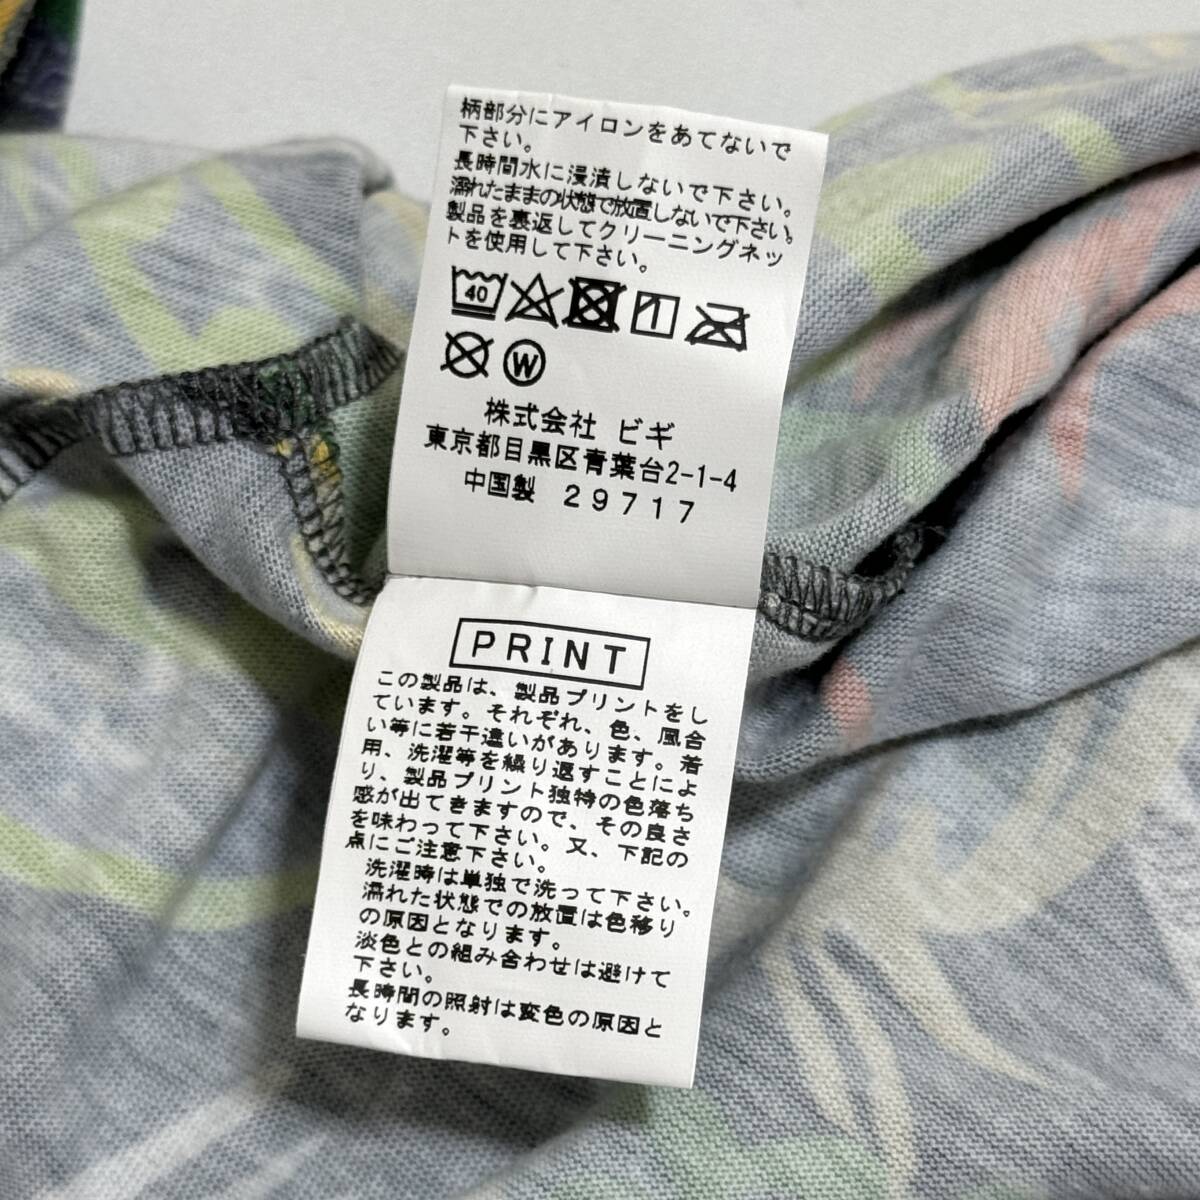 柄部分にアイロンをあてないで
下さい。
長時間水に浸漬しないで下さい。
濡れたままの状態で放置しないで下さい。
製品を裏返してクリーニングネッ
トを使用して下さい。
40
W
株式会社 ビギ
東京都目黒区青葉台2-1-4
中国製 29717
PRINT
この製品は、製品プリントをし
ています。それぞれ、色、風合
い等に若干違いがあります。着
用、洗濯等を繰り返すことによ
り、製品プリント独特の色落ち
感が出てきますので、その良さ
を味わって下さい。又、下記の
点にご注意下さい。
洗濯時は単独で洗って下さい。
濡れた状態での放置は色移り
の原因となります。
淡色との組み合わせは避けて
下さい。
長時間の照射は変色の原因と
なります。